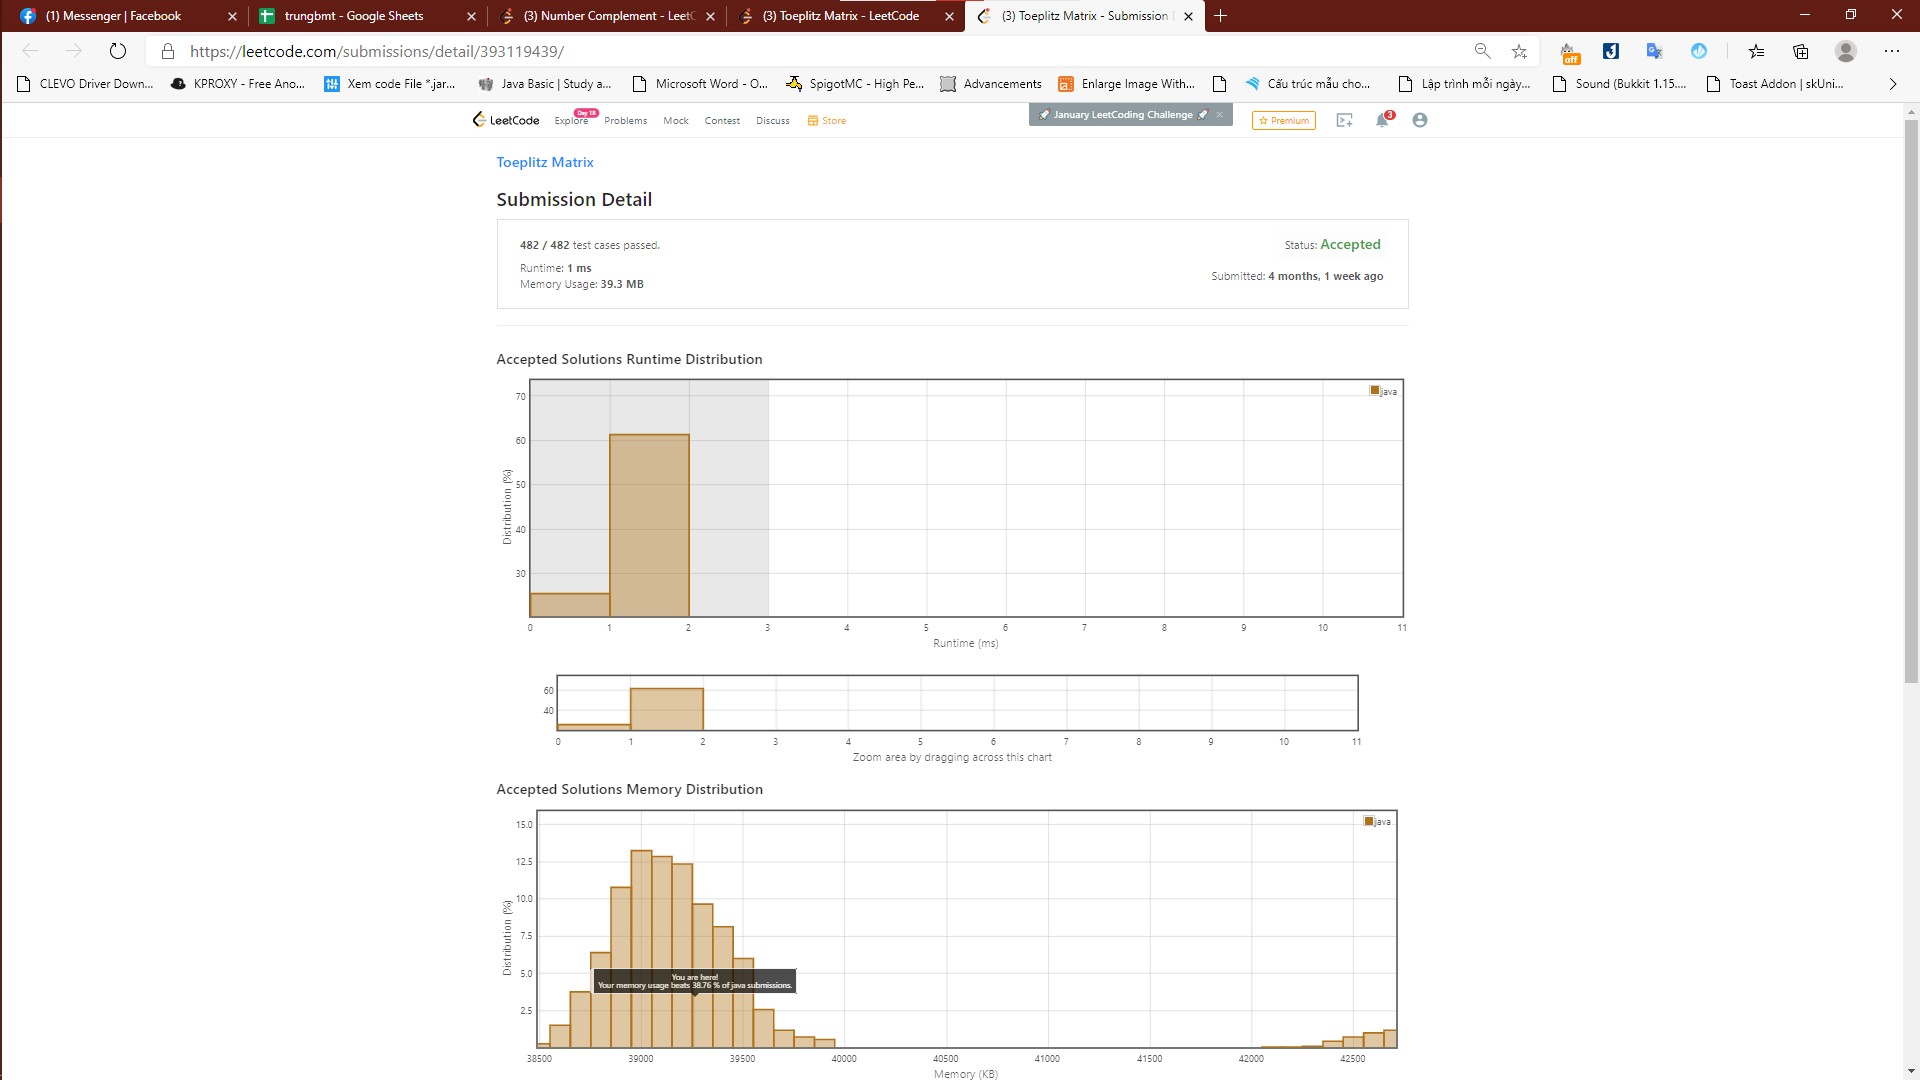 (1) Messenger | Facebook
trungbmt - Google Sheets
(3) Number Complement - LeetC
(3) Toeplitz Matrix - LeetCode
(3) Toeplitz Matrix - Submission
https://leetcode.com/submissions/detail/393119439/
off
CLEVO Driver Down...
KPROXY - Free Ano...
Xem code File *.jar...
Java Basic | Study a...
Microsoft Word - O...
SpigotMC - High Pe...
Advancements
Enlarge Image With...
Cấu trúc mẫu cho...
Lập trình mỗi ngày...
Sound (Bukkit 1.15....
Toast Addon | skUni...
LeetCode
Explore
Day 18
Problems
Mock
Contest
Discuss
Store
January LeetCoding Challenge
Premium
3
Toeplitz Matrix
Submission Detail
482 / 482 test cases passed.
Status: Accepted
Runtime: 1 ms
Submitted: 4 months, 1 week ago
Memory Usage: 39.3 MB
Accepted Solutions Runtime Distribution
java
70
60
50
40
30
Distribution (%)
0 1 2 3 4 5 6 7 8 9 10 11
Runtime (ms)
60
40
0 1 2 3 4 5 6 7 8 9 10 11
Zoom area by dragging across this chart
Accepted Solutions Memory Distribution
java
15.0
12.5
10.0
7.5
5.0
2.5
Distribution (%)
You are here!
Your memory usage beats 38.76 % of java submissions.
38500 39000 39500 40000 40500 41000 41500 42000 42500
Memory (KB)